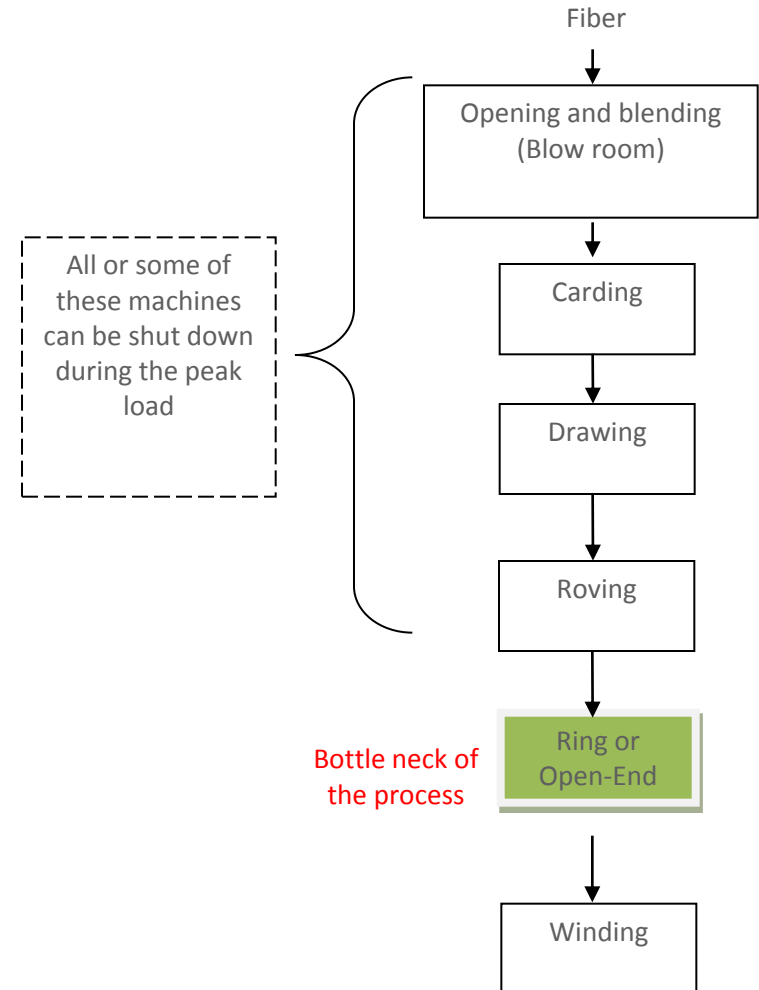 Fiber
Opening and blending
(Blow room)
All or some of
these machines
can be shut down
during the peak
load
Carding
Drawing
Roving
Bottle neck of
the process
Ring or
Open-End
Winding